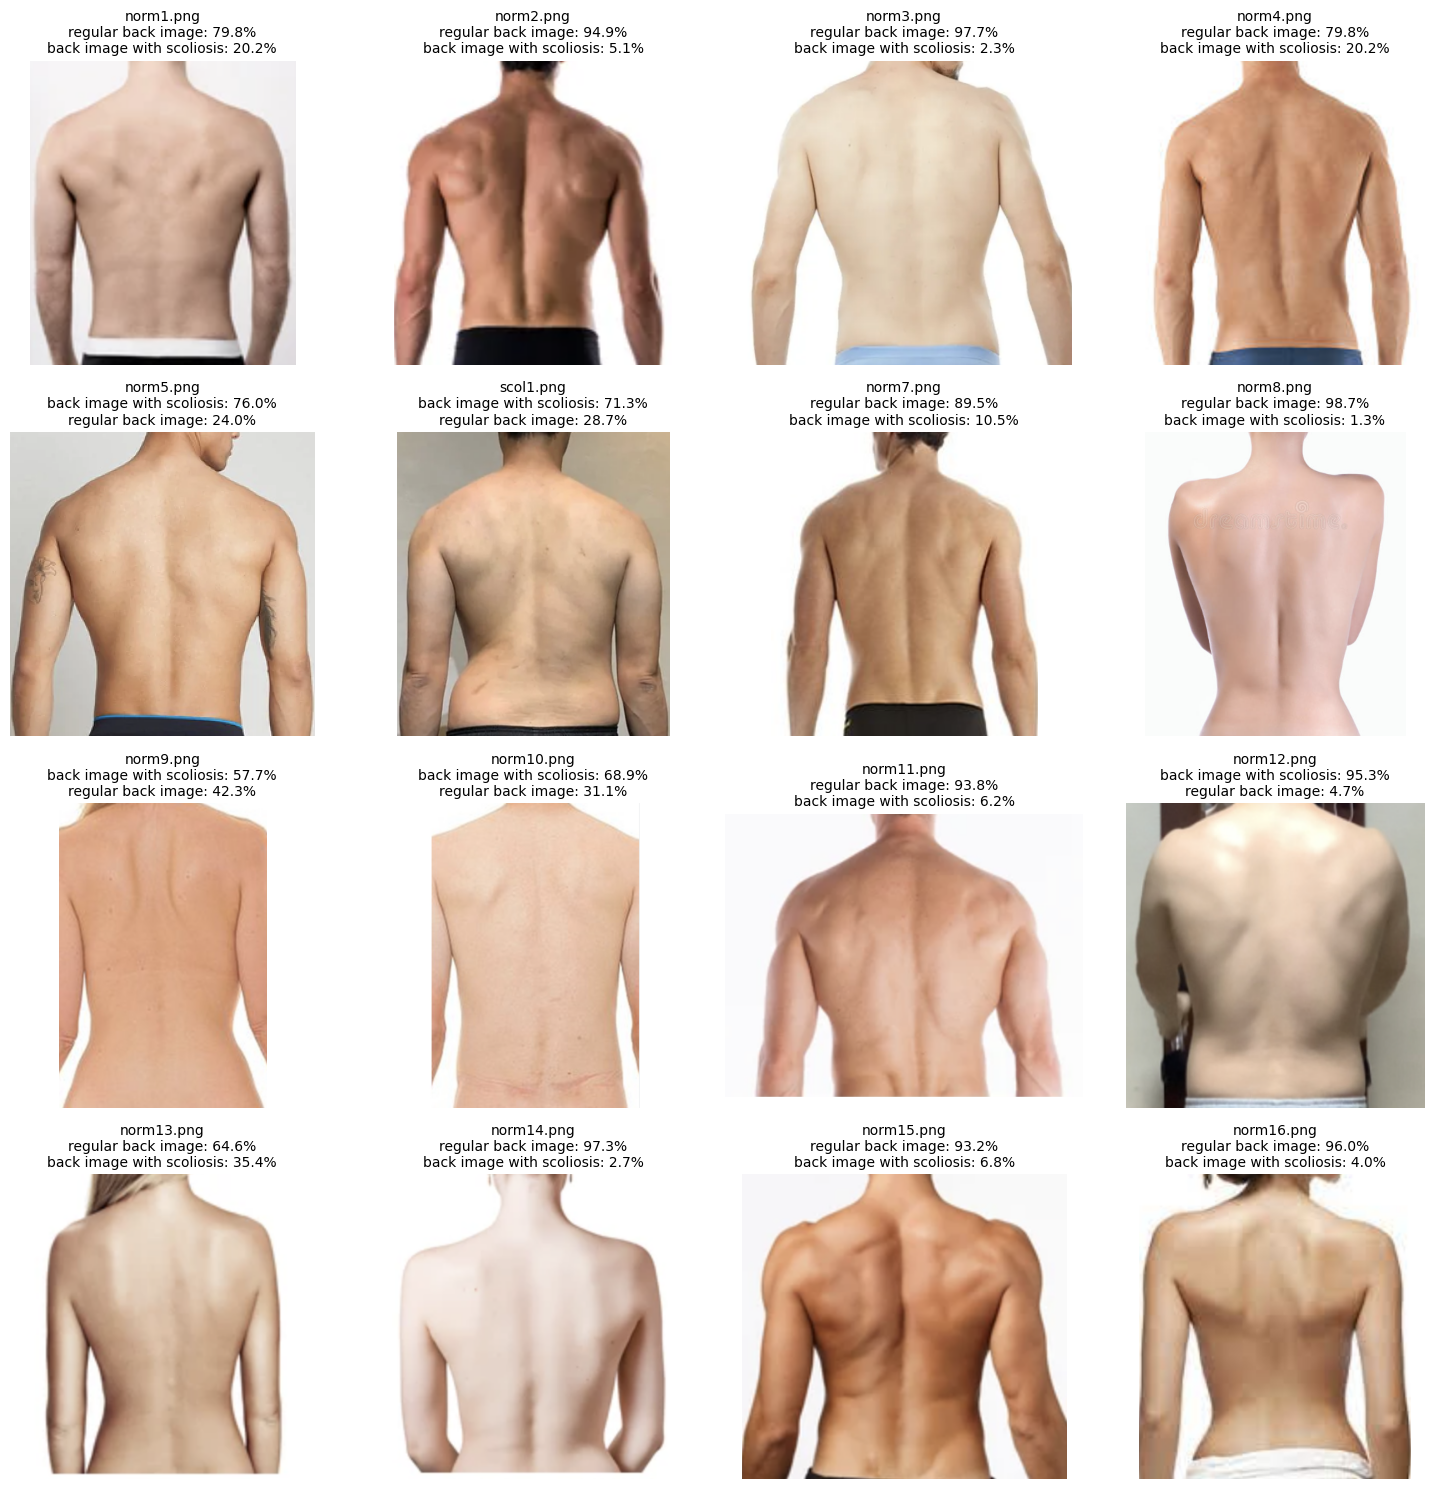 norm1.png
regular back image: 79.8%
back image with scoliosis: 20.2%
norm2.png
regular back image: 94.9%
back image with scoliosis: 5.1%
norm3.png
regular back image: 97.7%
back image with scoliosis: 2.3%
norm4.png
regular back image: 79.8%
back image with scoliosis: 20.2%
norm5.png
back image with scoliosis: 76.0%
regular back image: 24.0%
scol1.png
back image with scoliosis: 71.3%
regular back image: 28.7%
norm7.png
regular back image: 89.5%
back image with scoliosis: 10.5%
norm8.png
regular back image: 98.7%
back image with scoliosis: 1.3%
norm9.png
back image with scoliosis: 57.7%
regular back image: 42.3%
norm10.png
back image with scoliosis: 68.9%
regular back image: 31.1%
norm11.png
regular back image: 93.8%
back image with scoliosis: 6.2%
norm12.png
back image with scoliosis: 95.3%
regular back image: 4.7%
norm13.png
regular back image: 64.6%
back image with scoliosis: 35.4%
norm14.png
regular back image: 97.3%
back image with scoliosis: 2.7%
norm15.png
regular back image: 93.2%
back image with scoliosis: 6.8%
norm16.png
regular back image: 96.0%
back image with scoliosis: 4.0%